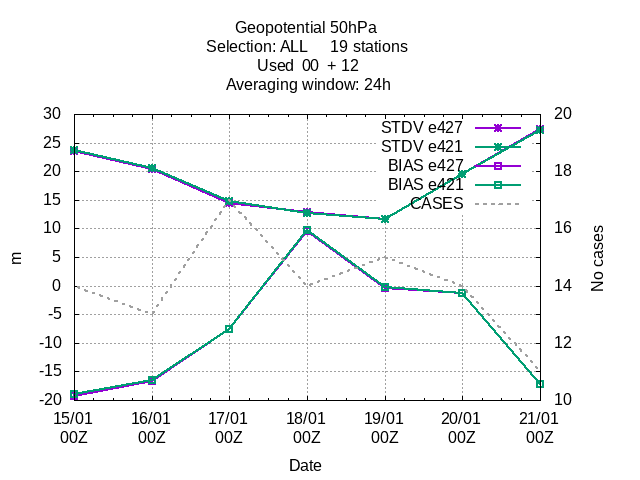 Geopotential 50hPa
Selection: ALL     19 stations
Used  00  + 12
Averaging window: 24h
30
25
20
15
10
5
0
-5
-10
-15
-20
m
20
18
16
14
12
10
No cases
STDV e427
STDV e421
BIAS e427
BIAS e421
CASES
15/01 16/01 17/01 18/01 19/01 20/01 21/01
00Z 00Z 00Z 00Z 00Z 00Z 00Z
Date